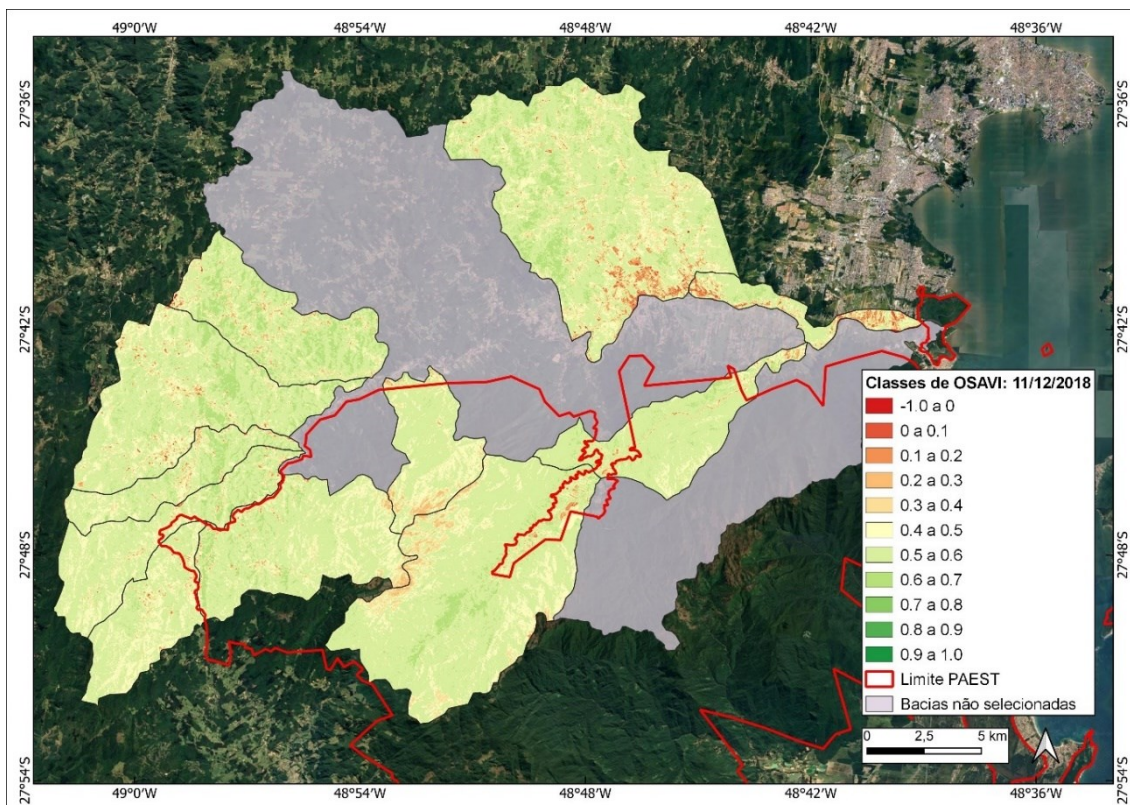 49°0'W 48°54'W 48°48'W 48°42'W 48°36'W
27°36'S 27°36'S
27°42'S 27°42'S
Classes de OSAVI: 11/12/2018
-1.0 a 0
0 a 0.1
0.1 a 0.2
0.2 a 0.3
0.3 a 0.4
0.4 a 0.5
0.5 a 0.6
0.6 a 0.7
0.7 a 0.8
0.8 a 0.9
0.9 a 1.0
Limite PAEST
Bacias não selecionadas
0 2,5 5 km
27°48'S 27°48'S
27°54'S 27°54'S
49°0'W 48°54'W 48°48'W 48°42'W 48°36'W